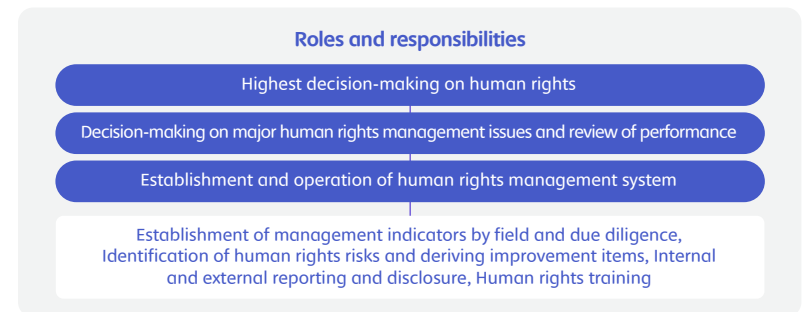 Roles and responsibilities
Highest decision-making on human rights
Decision-making on major human rights management issues and review of performance
Establishment and operation of human rights management system
Establishment of management indicators by field and due diligence,
Identification of human rights risks and deriving improvement items, Internal
and external reporting and disclosure, Human rights training